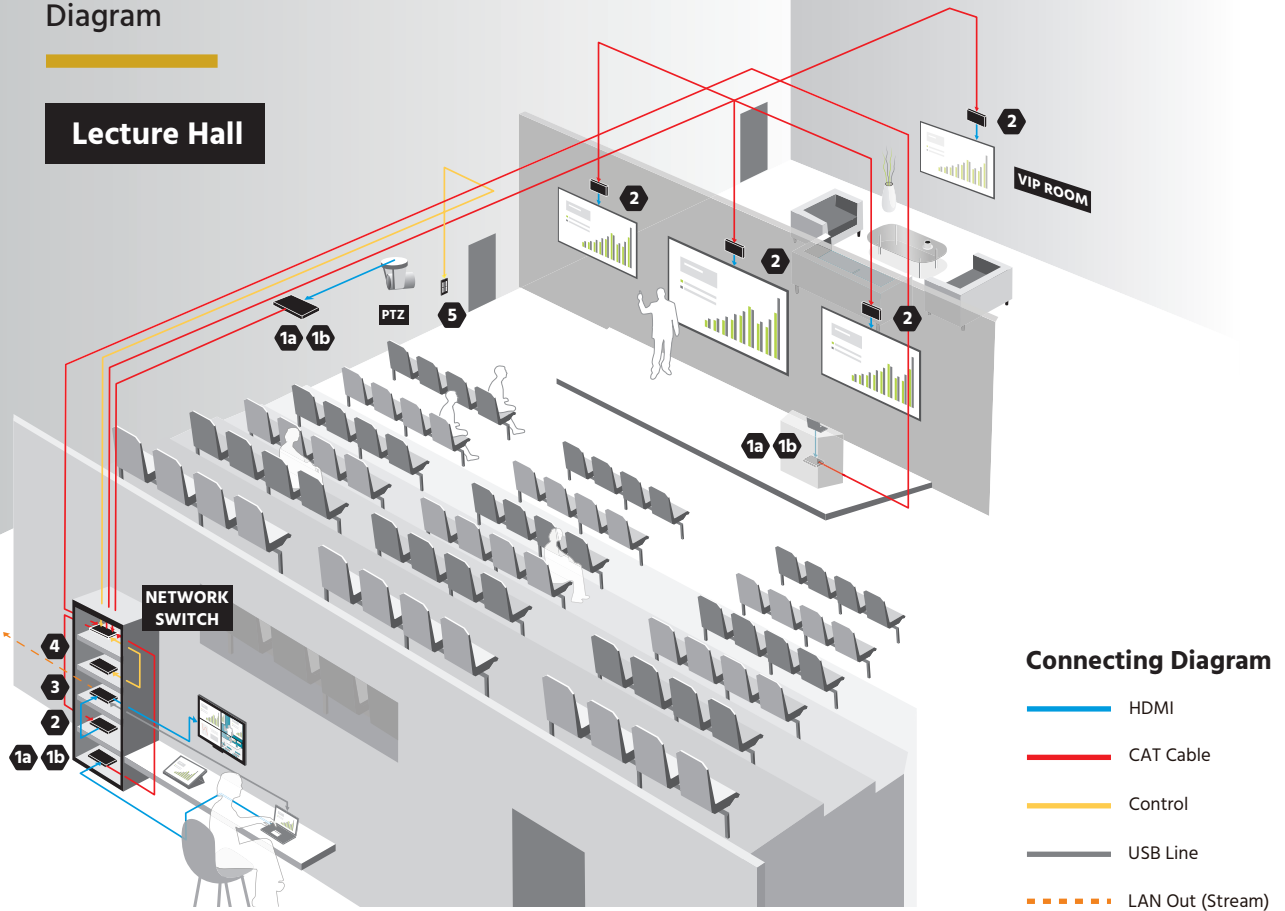 Diagram
Lecture Hall
2
VIP ROOM
2
2
2
PTZ
5
1a 1b
1a 1b
NETWORK
SWITCH
4
3
2
1a 1b
Connecting Diagram
HDMI
CAT Cable
Control
USB Line
LAN Out (Stream)